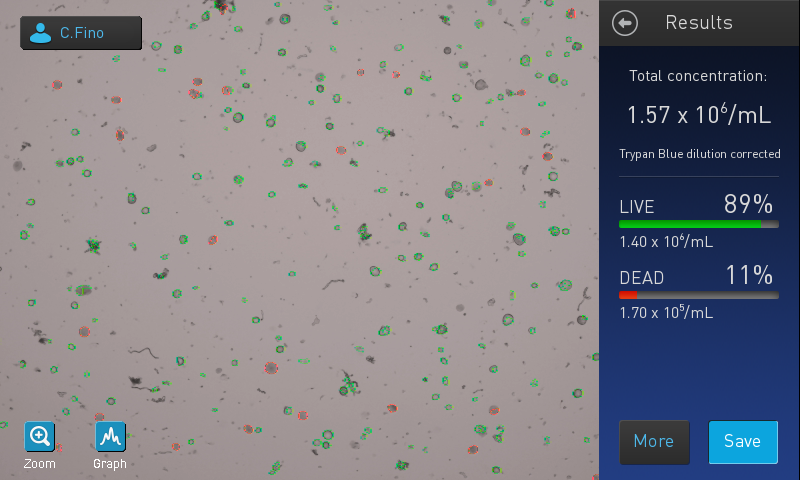 C.Fino
Results
Total concentration:
1.57 x 10⁶/mL
Trypan Blue dilution corrected
LIVE 89%
1.40 x 10⁶/mL
DEAD 11%
1.70 x 10⁵/mL
Zoom Graph
More Save